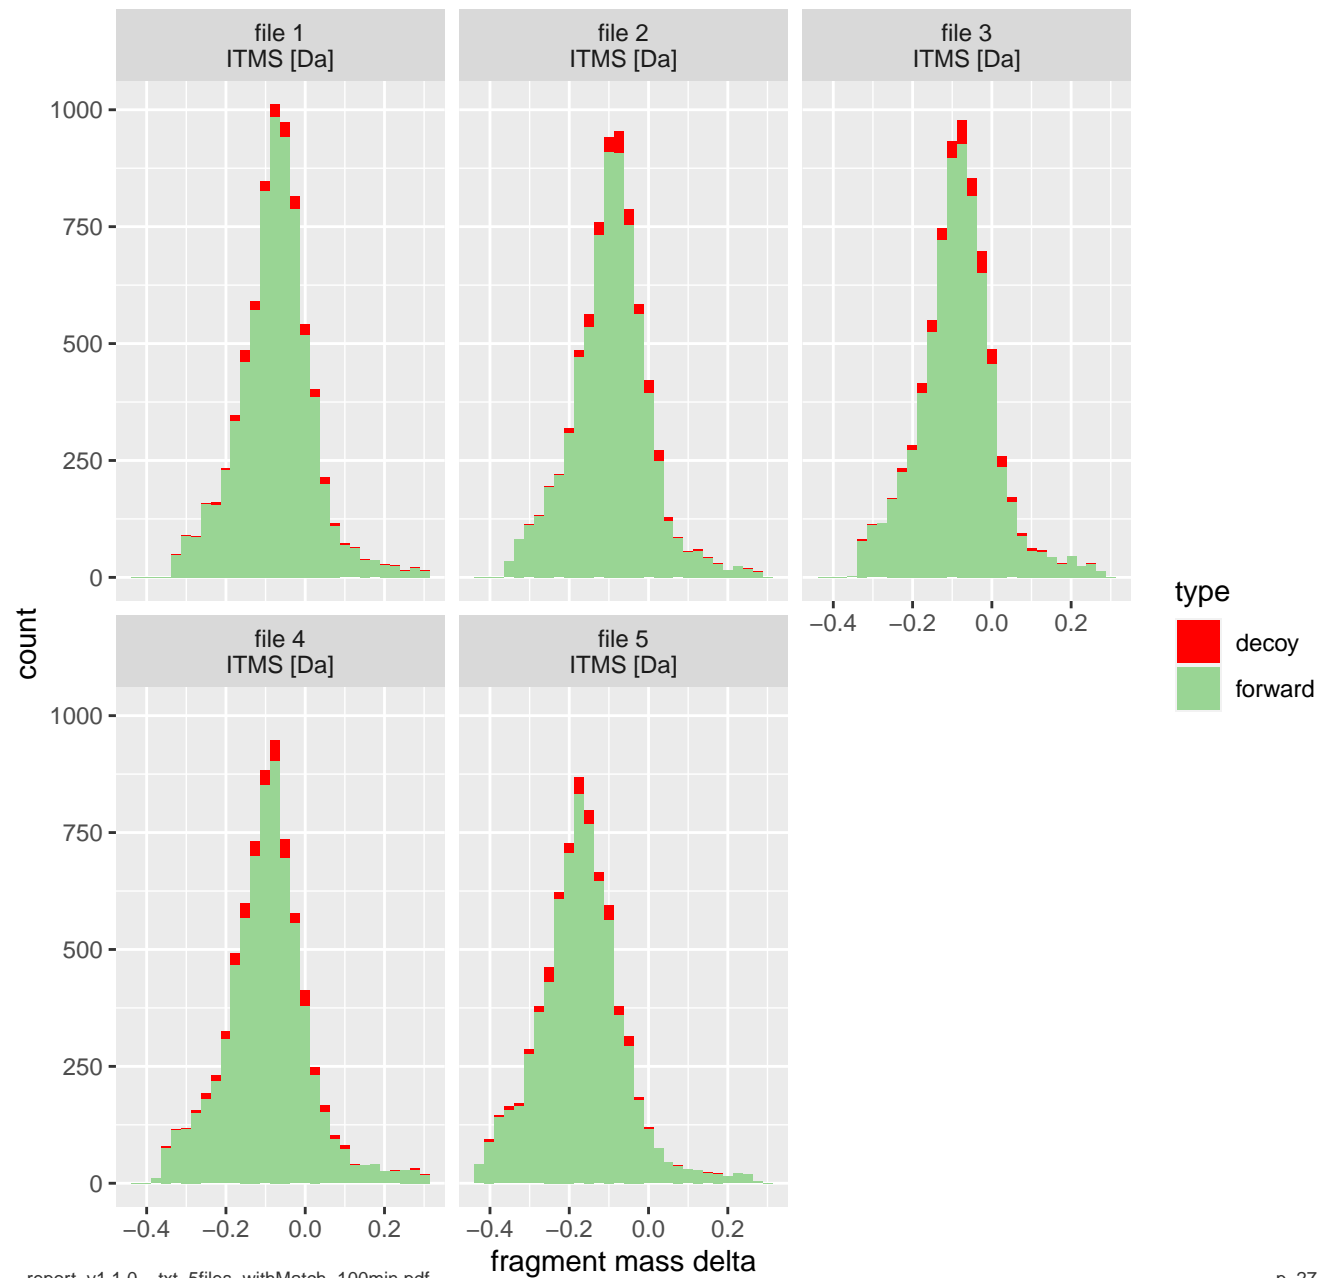 file 1
ITMS [Da]
file 2
ITMS [Da]
file 3
ITMS [Da]
1000
750
500
250
0
−0.4 −0.2 0.0 0.2
file 4
ITMS [Da]
file 5
ITMS [Da]
1000
750
500
250
0
−0.4 −0.2 0.0 0.2
−0.4 −0.2 0.0 0.2
count
fragment mass delta
type
decoy
forward